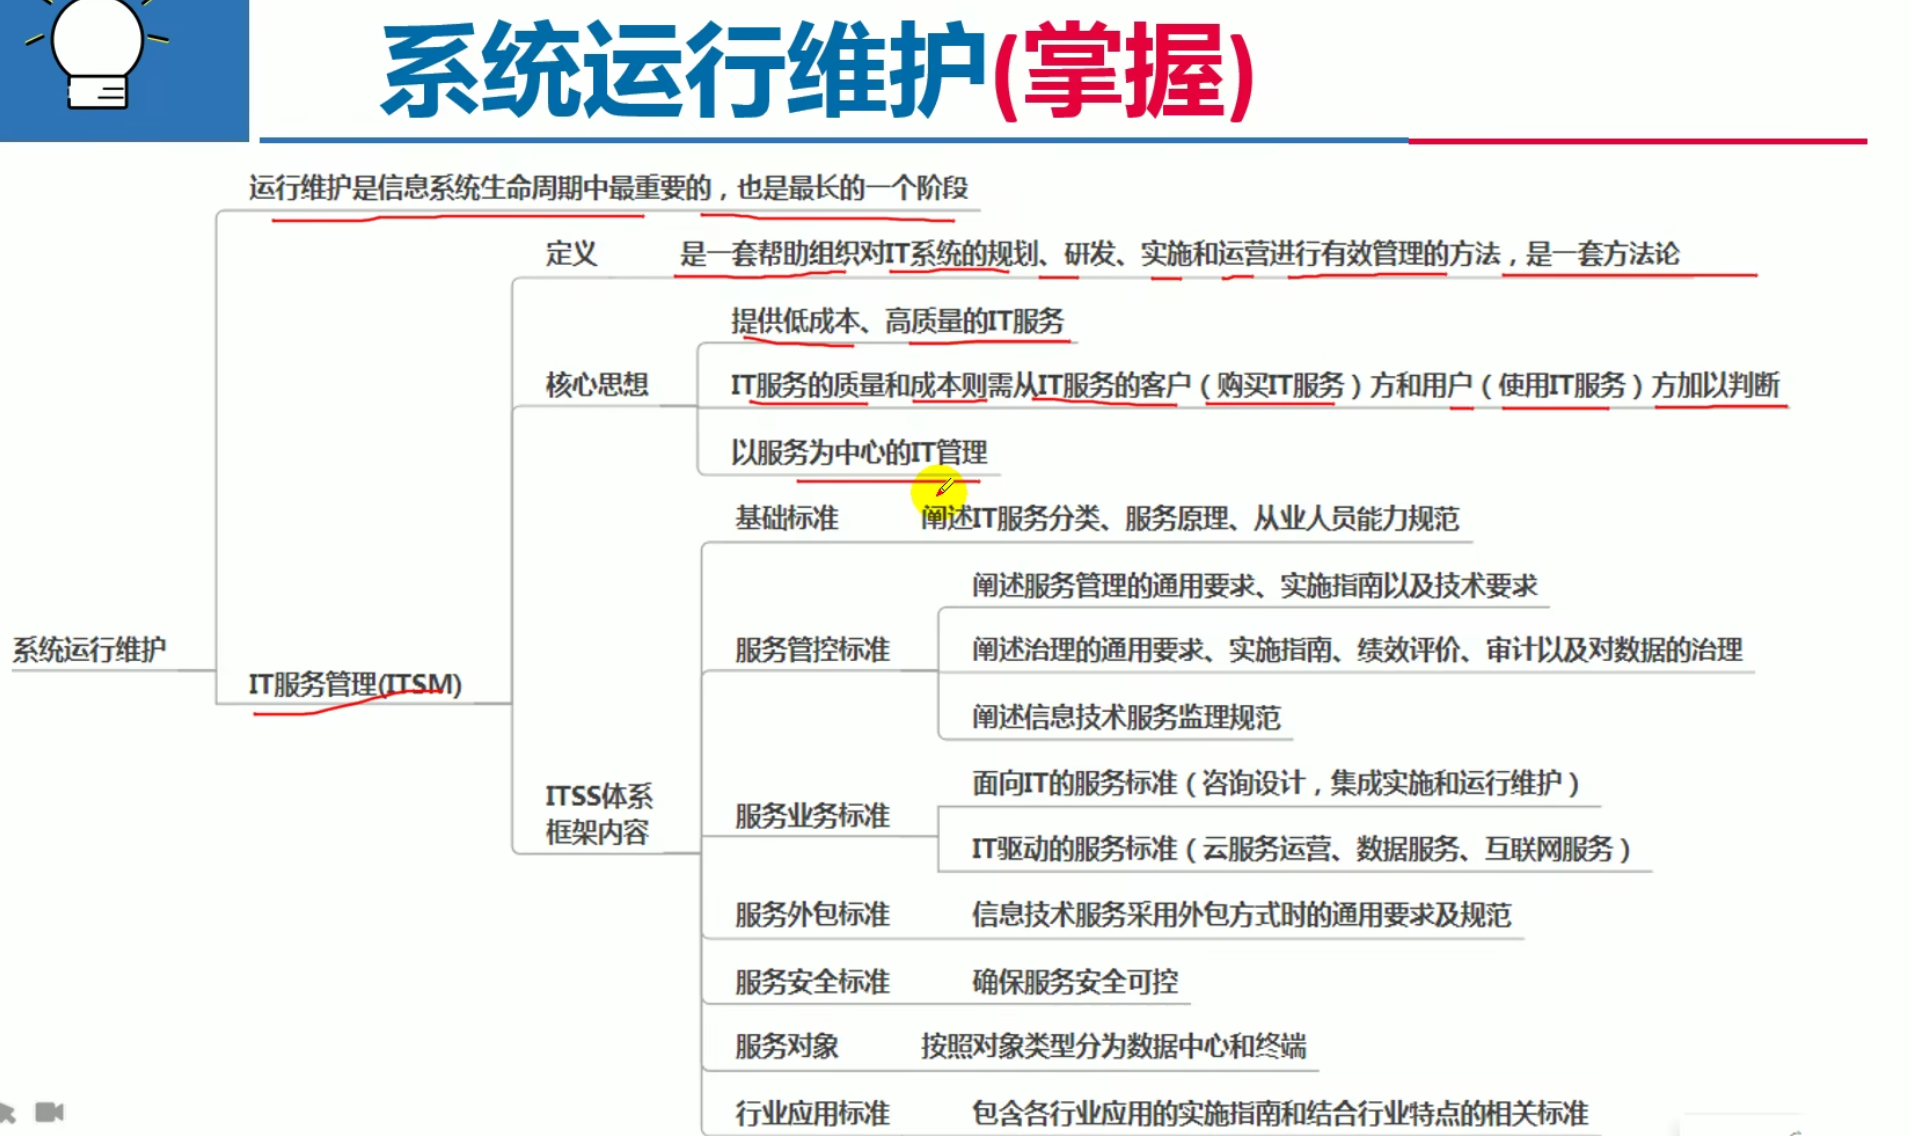 系统运行维护(掌握)
运行维护是信息系统生命周期中最重要的，也是最长的一个阶段
定义 是一套帮助组织对IT系统的规划、研发、实施和运营进行有效管理的方法，是一套方法论
提供低成本、高质量的IT服务
核心思想 IT服务的质量和成本则需从IT服务的客户（购买IT服务）方和用户（使用IT服务）方加以判断
以服务为中心的IT管理
基础标准 阐述IT服务分类、服务原理、从业人员能力规范
阐述服务管理的通用要求、实施指南以及技术要求
系统运行维护
服务管控标准 阐述治理的通用要求、实施指南、绩效评价、审计以及对数据的治理
IT服务管理(ITSM)
阐述信息技术服务监理规范
ITSS体系
框架内容
面向IT的服务标准（咨询设计，集成实施和运行维护）
服务业务标准
IT驱动的服务标准（云服务运营、数据服务、互联网服务）
服务外包标准 信息技术服务采用外包方式时的通用要求及规范
服务安全标准 确保服务安全可控
服务对象 按照对象类型分为数据中心和终端
行业应用标准 包含各行业应用的实施指南和结合行业特点的相关标准